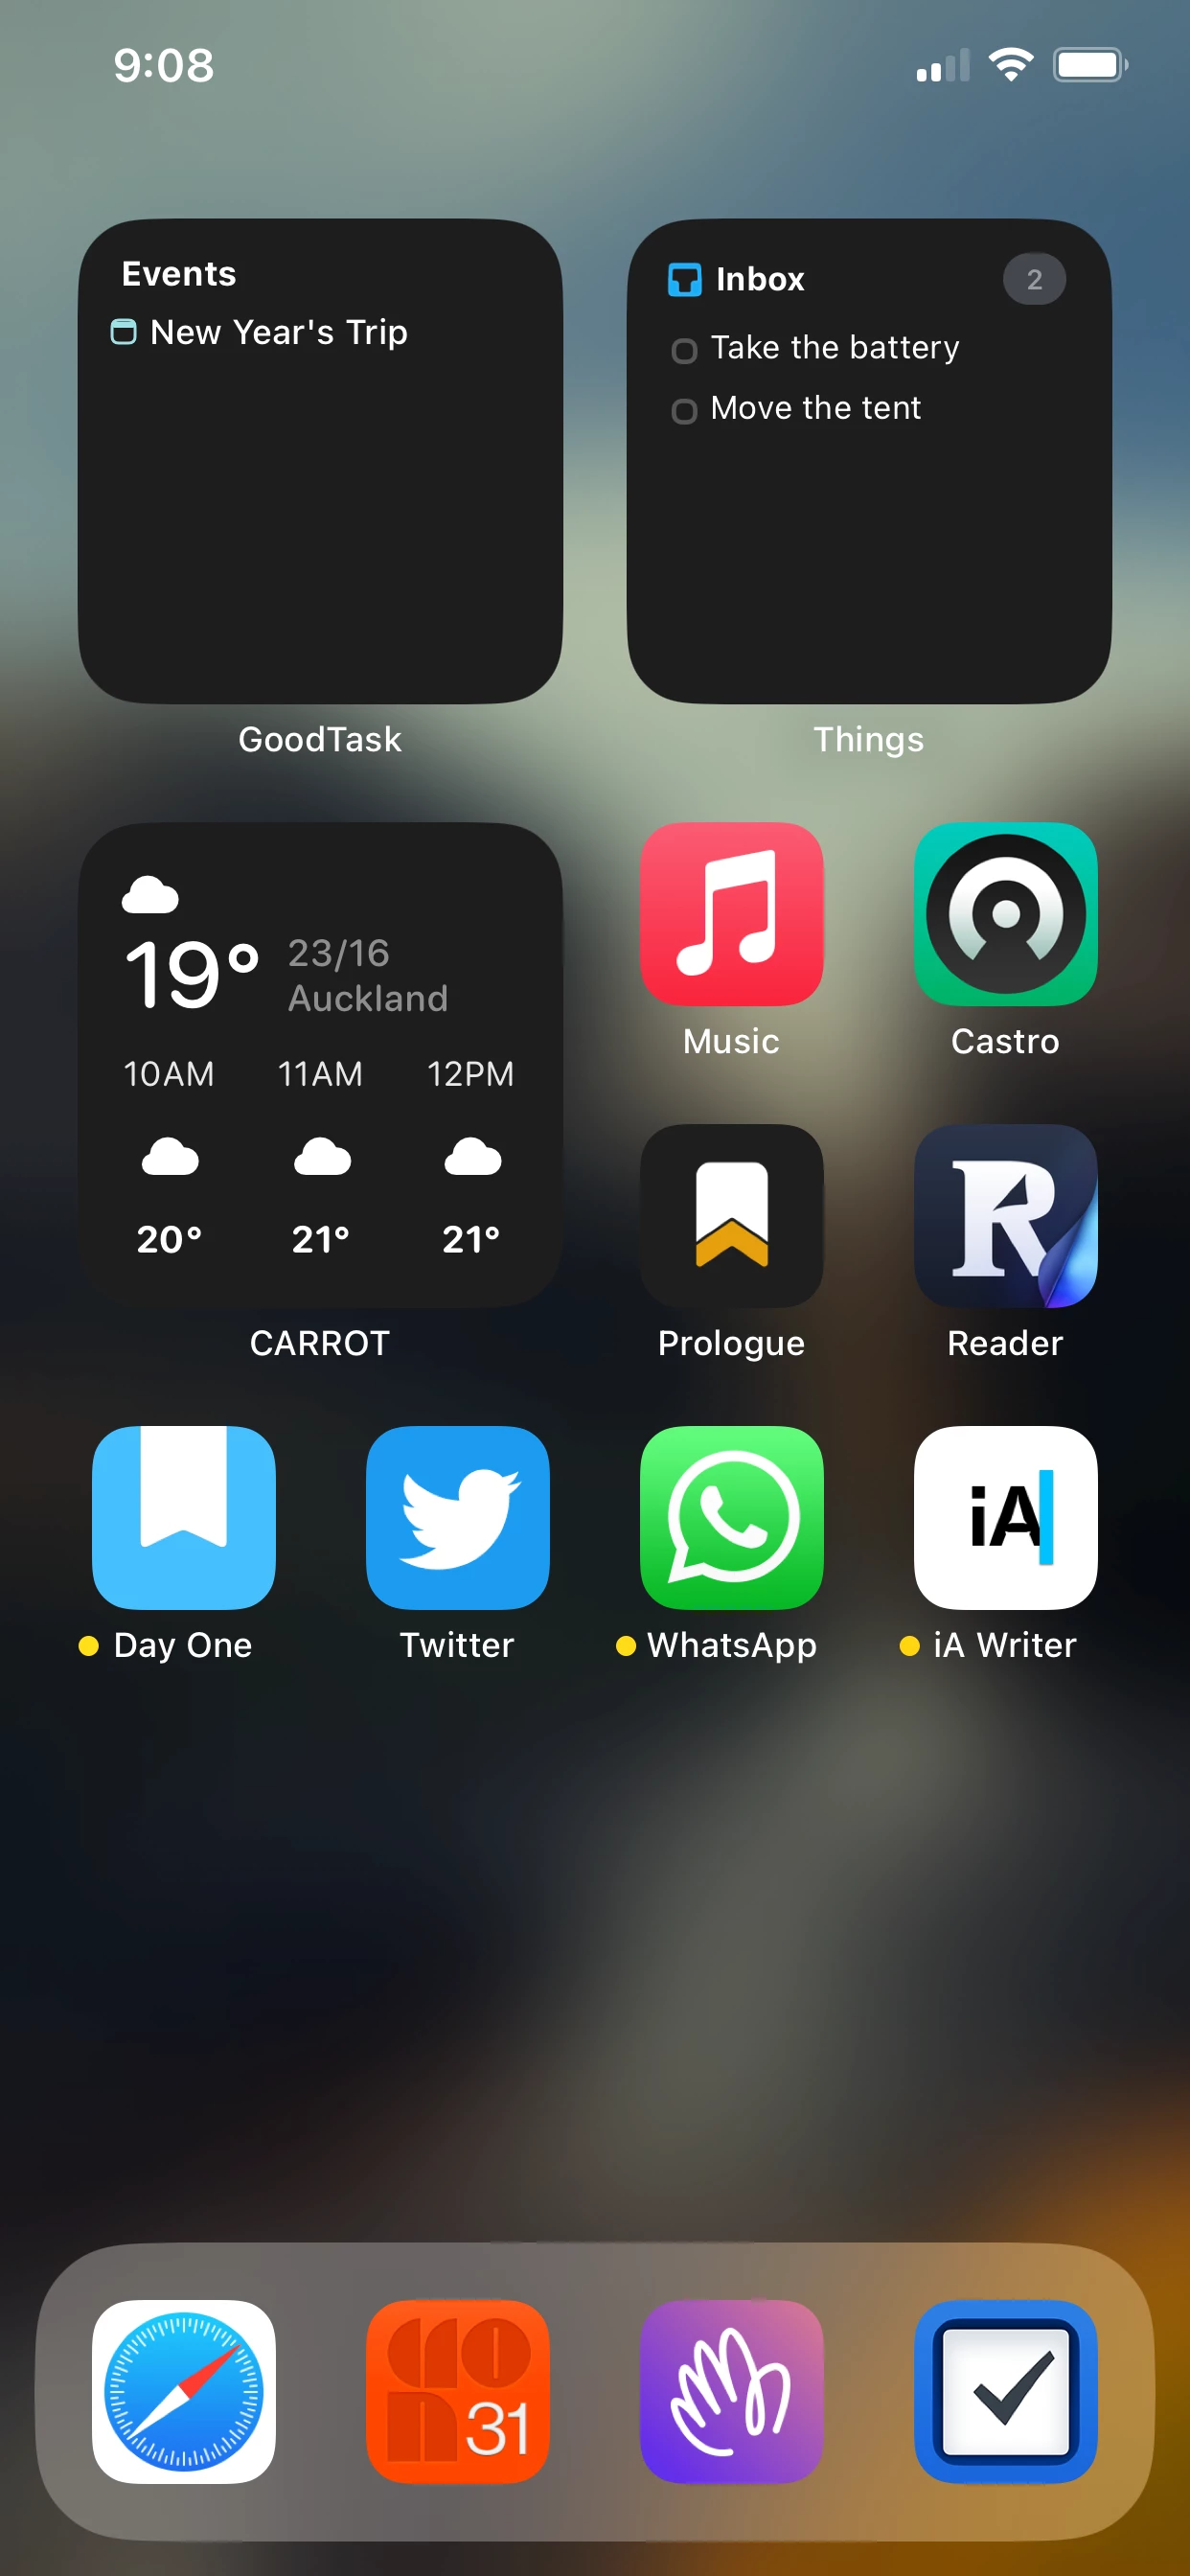 9:08
Events
New Year's Trip
GoodTask
Inbox
2
Take the battery
Move the tent
Things
19°
23/16
Auckland
10AM 11AM 12PM
20° 21° 21°
CARROT
Music
Castro
Prologue
R
Reader
Day One
Twitter
WhatsApp
iA
iA Writer
31